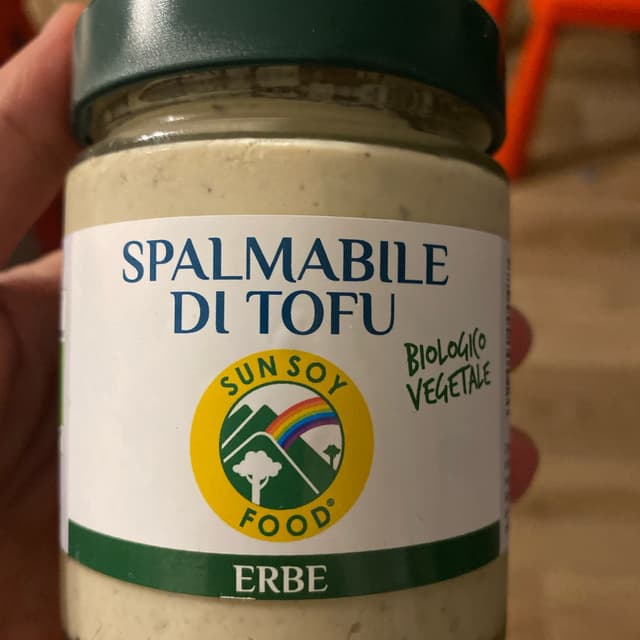 SPALMABILE
DI TOFU
BIOLOGICO
VEGETALE
SUN SOY
FOOD®
ERBE